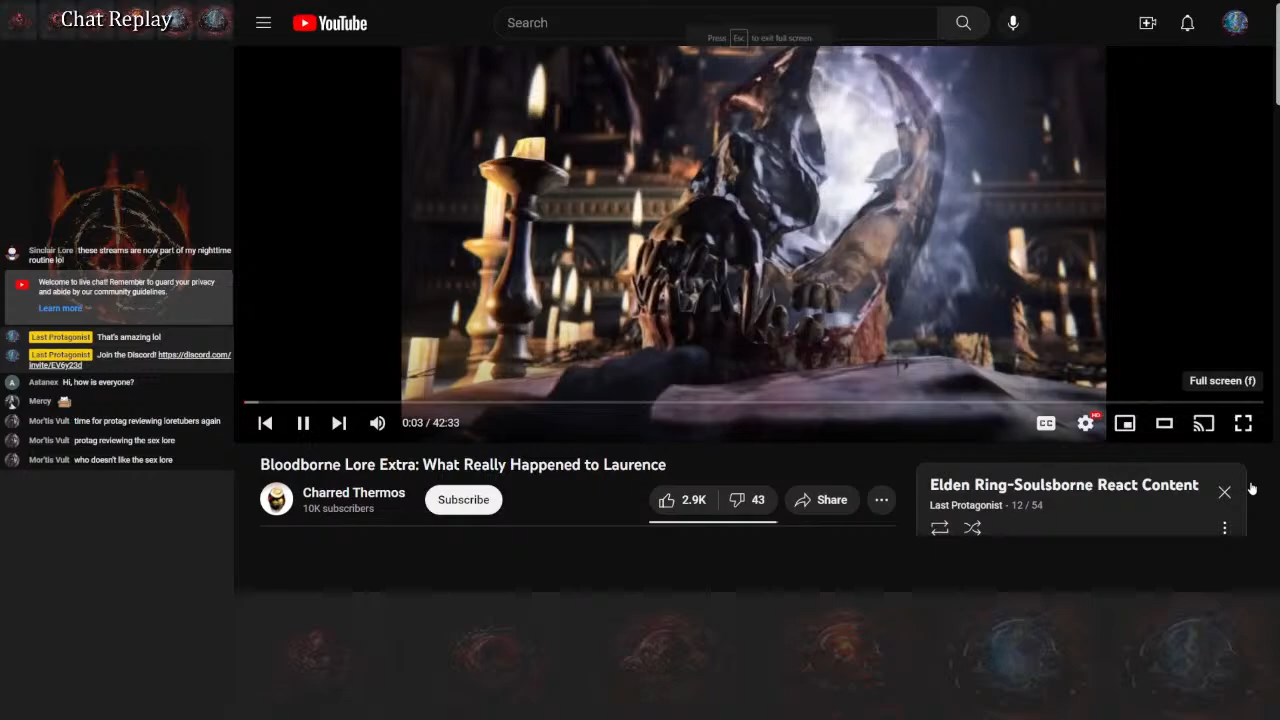 Chat Replay
YouTube
Search
Press Esc to exit full screen
Sinclair Lore these streams are now part of my nighttime
routine lol
Welcome to live chat! Remember to guard your privacy
and abide by our community guidelines.
Learn more
Last Protagonist That's amazing lol
Last Protagonist Join the Discord! https://discord.com/
invite/EV6y23d
A Astanex Hi, how is everyone?
Mercy
Mor'tis Vult time for protag reviewing loretubers again
Mor'tis Vult protag reviewing the sex lore
Mor'tis Vult who doesn't like the sex lore
Full screen (f)
0:03 / 42:33
CC
HD
Bloodborne Lore Extra: What Really Happened to Laurence
Charred Thermos
10K subscribers
Subscribe
2.9K
43
Share
Elden Ring-Soulsborne React Content
Last Protagonist - 12 / 54